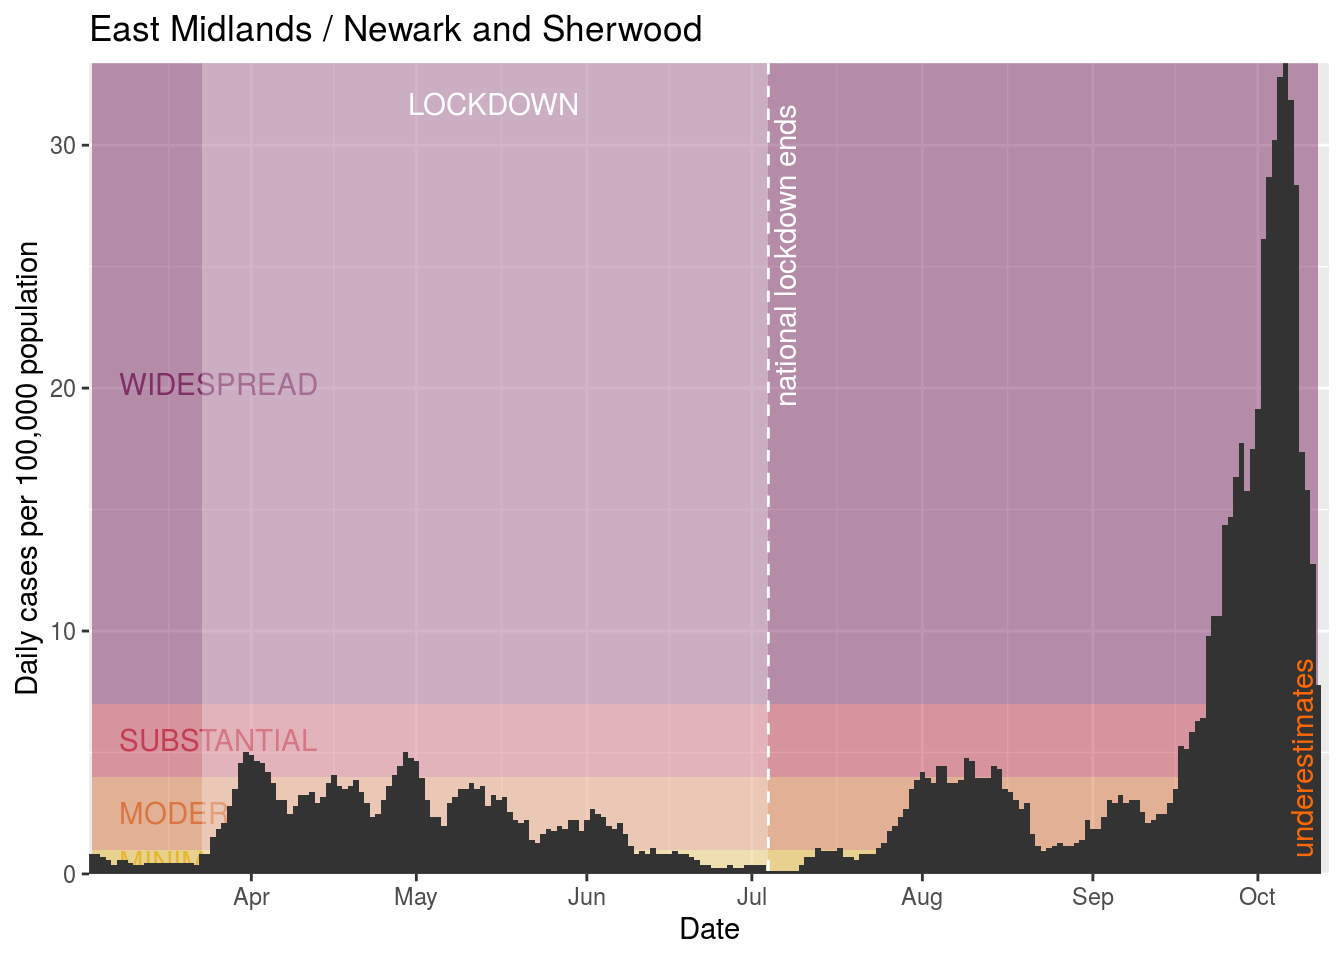 East Midlands / Newark and Sherwood
LOCKDOWN
national lockdown ends
WIDESPREAD
SUBSTANTIAL
MODER
MINIM
underestimates
Daily cases per 100,000 population
30
20
10
0
Apr
May
Jun
Jul
Aug
Sep
Oct
Date